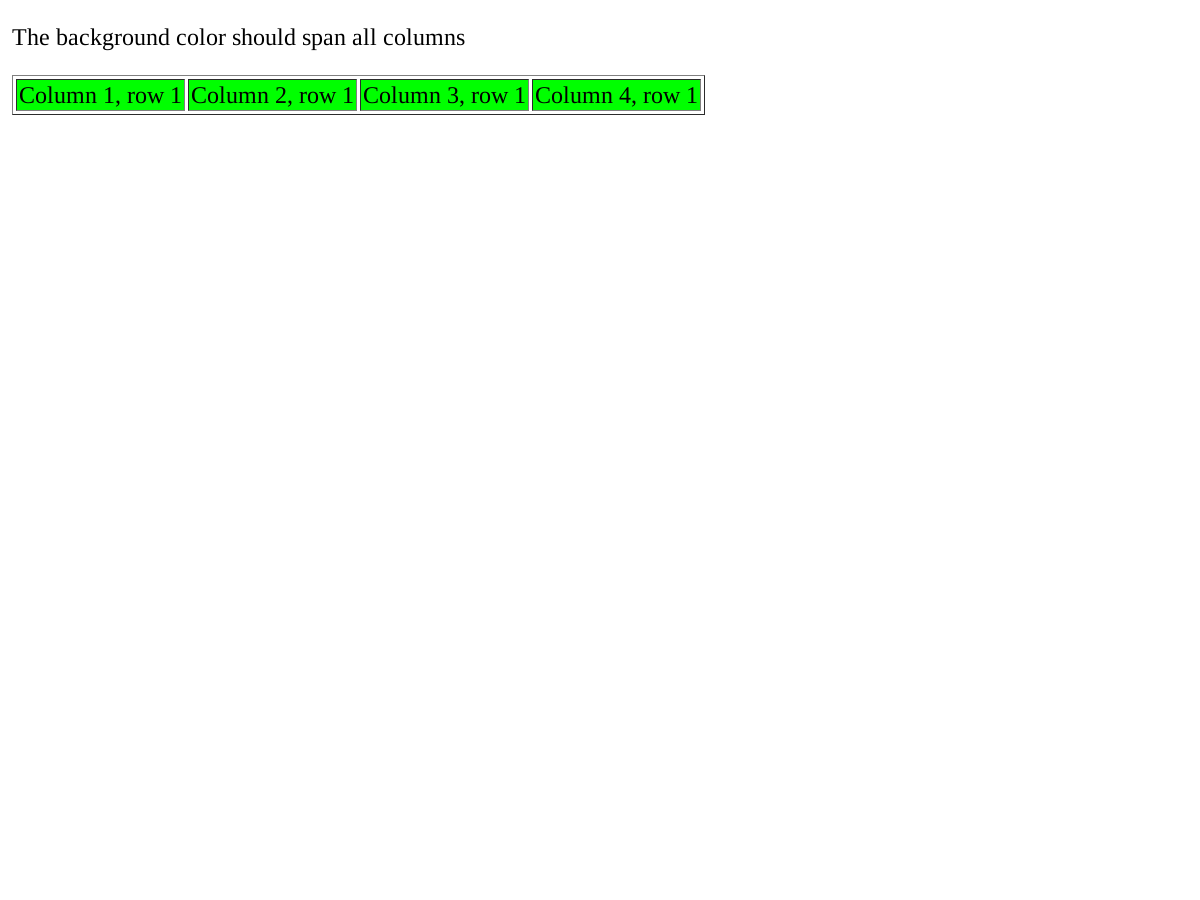 The background color should span all columns
Column 1, row 1 Column 2, row 1 Column 3, row 1 Column 4, row 1